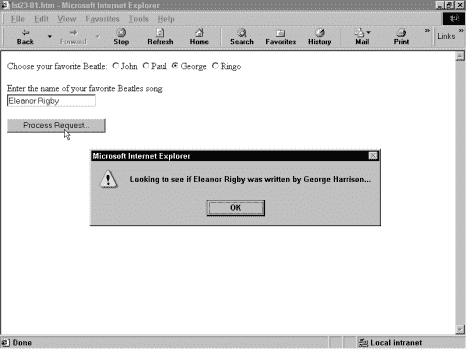 lst23-01.htm - Microsoft Internet Explorer
File Edit View Favorites Tools Help
Back Forward Stop Refresh Home Search Favorites History Mail Print » Links »
Choose your favorite Beatle: John Paul George Ringo
Enter the name of your favorite Beatles song
Eleanor Rigby
Process Request...
Microsoft Internet Explorer
Looking to see if Eleanor Rigby was written by George Harrison...
OK
Done Local intranet